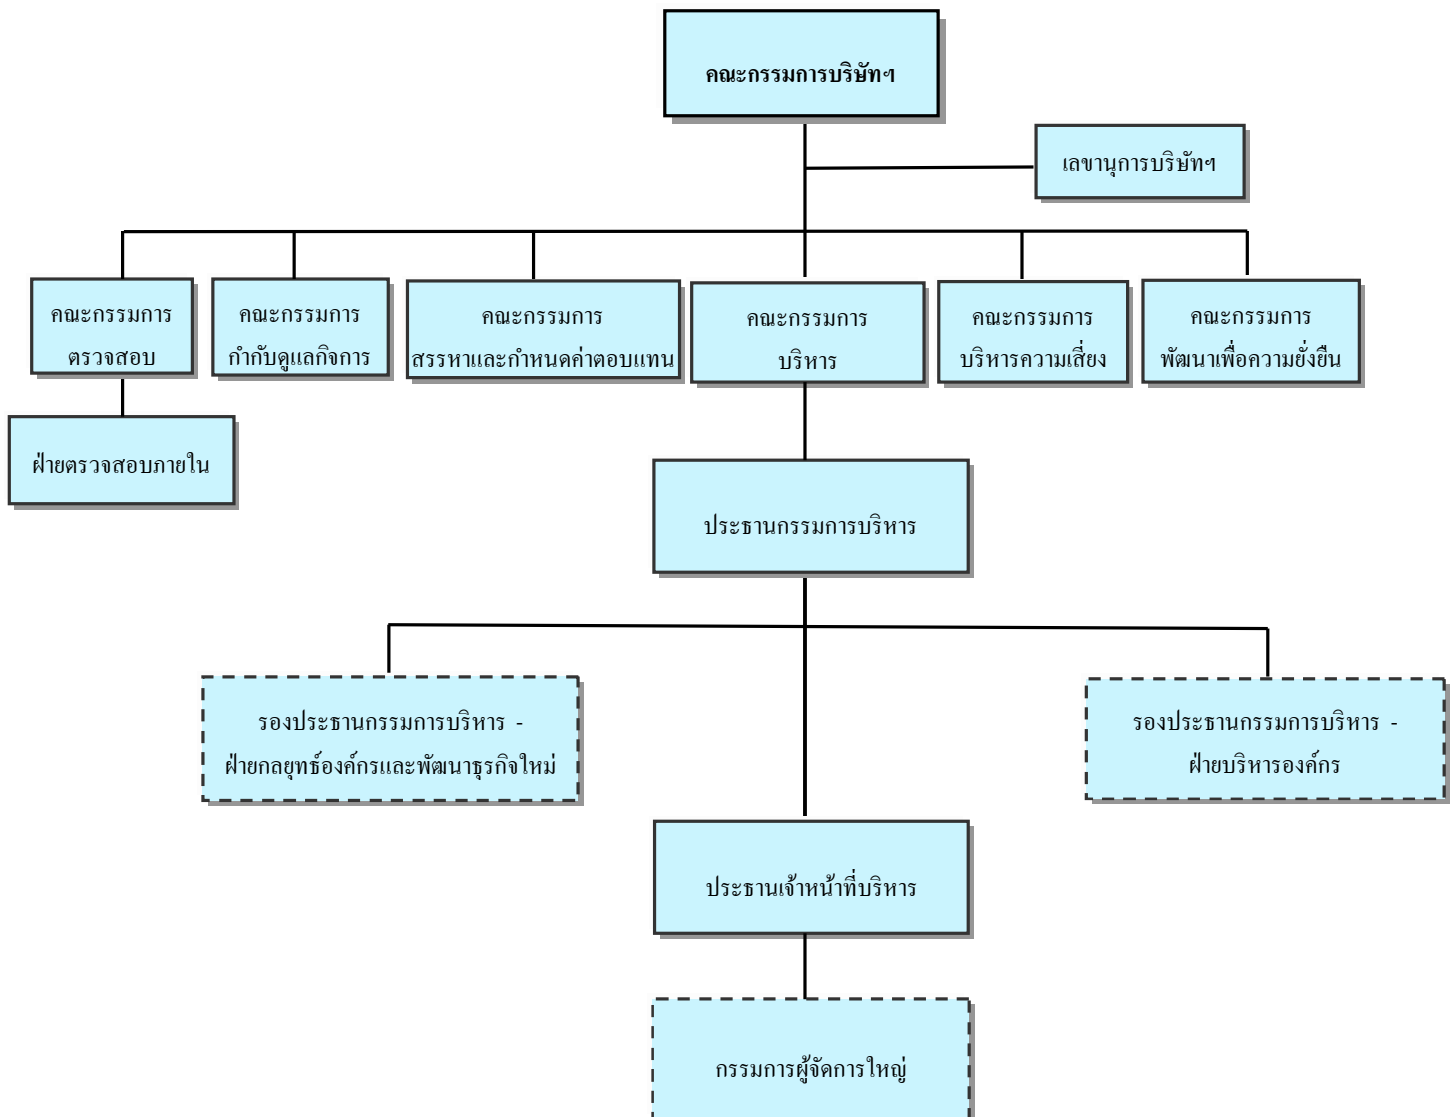 คณะกรรมการบริษัทฯ
เลขานุการบริษัทฯ
คณะกรรมการ
ตรวจสอบ
คณะกรรมการ
กำกับดูแลกิจการ
คณะกรรมการ
สรรหาและกำหนดค่าตอบแทน
คณะกรรมการ
บริหาร
คณะกรรมการ
บริหารความเสี่ยง
คณะกรรมการ
พัฒนาเพื่อความยั่งยืน
ฝ่ายตรวจสอบภายใน
ประธานกรรมการบริหาร
รองประธานกรรมการบริหาร -
ฝ่ายกลยุทธ์องค์กรและพัฒนาธุรกิจใหม่
รองประธานกรรมการบริหาร -
ฝ่ายบริหารองค์กร
ประธานเจ้าหน้าที่บริหาร
กรรมการผู้จัดการใหญ่